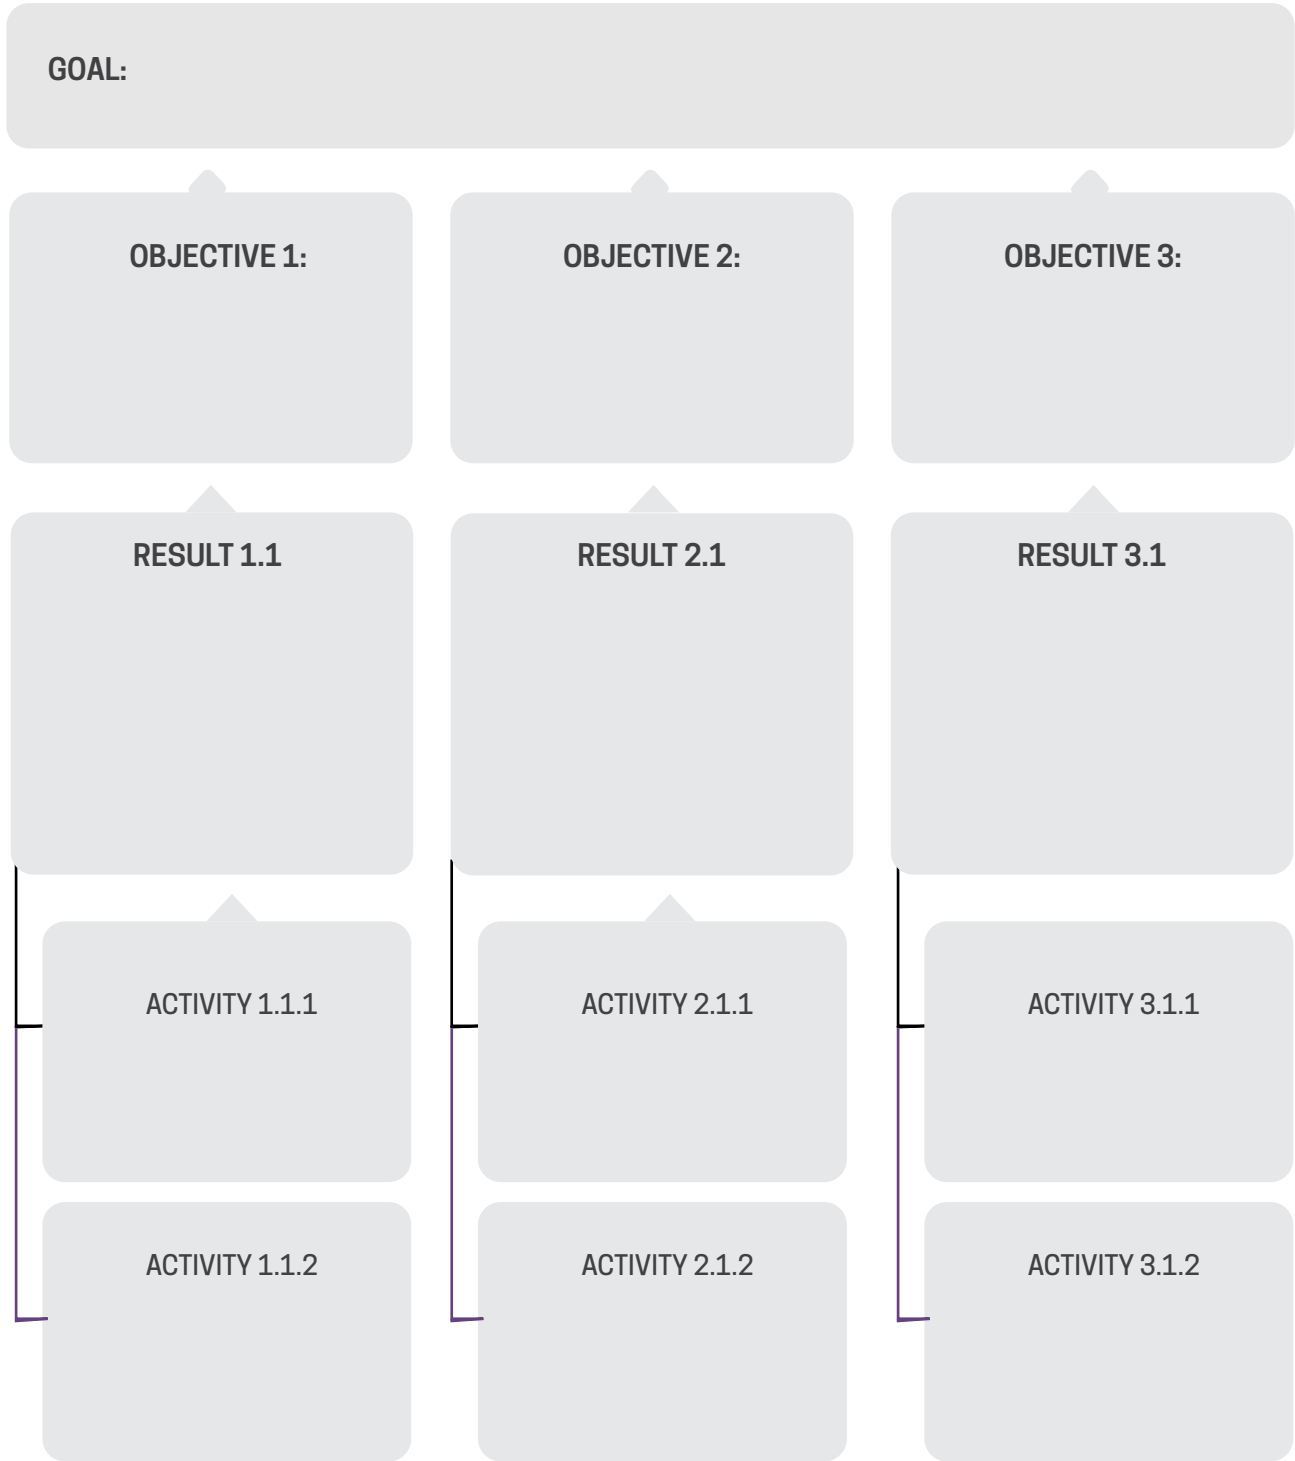 GOAL:
OBJECTIVE 1:
OBJECTIVE 2:
OBJECTIVE 3:
RESULT 1.1
RESULT 2.1
RESULT 3.1
ACTIVITY 1.1.1
ACTIVITY 2.1.1
ACTIVITY 3.1.1
ACTIVITY 1.1.2
ACTIVITY 2.1.2
ACTIVITY 3.1.2